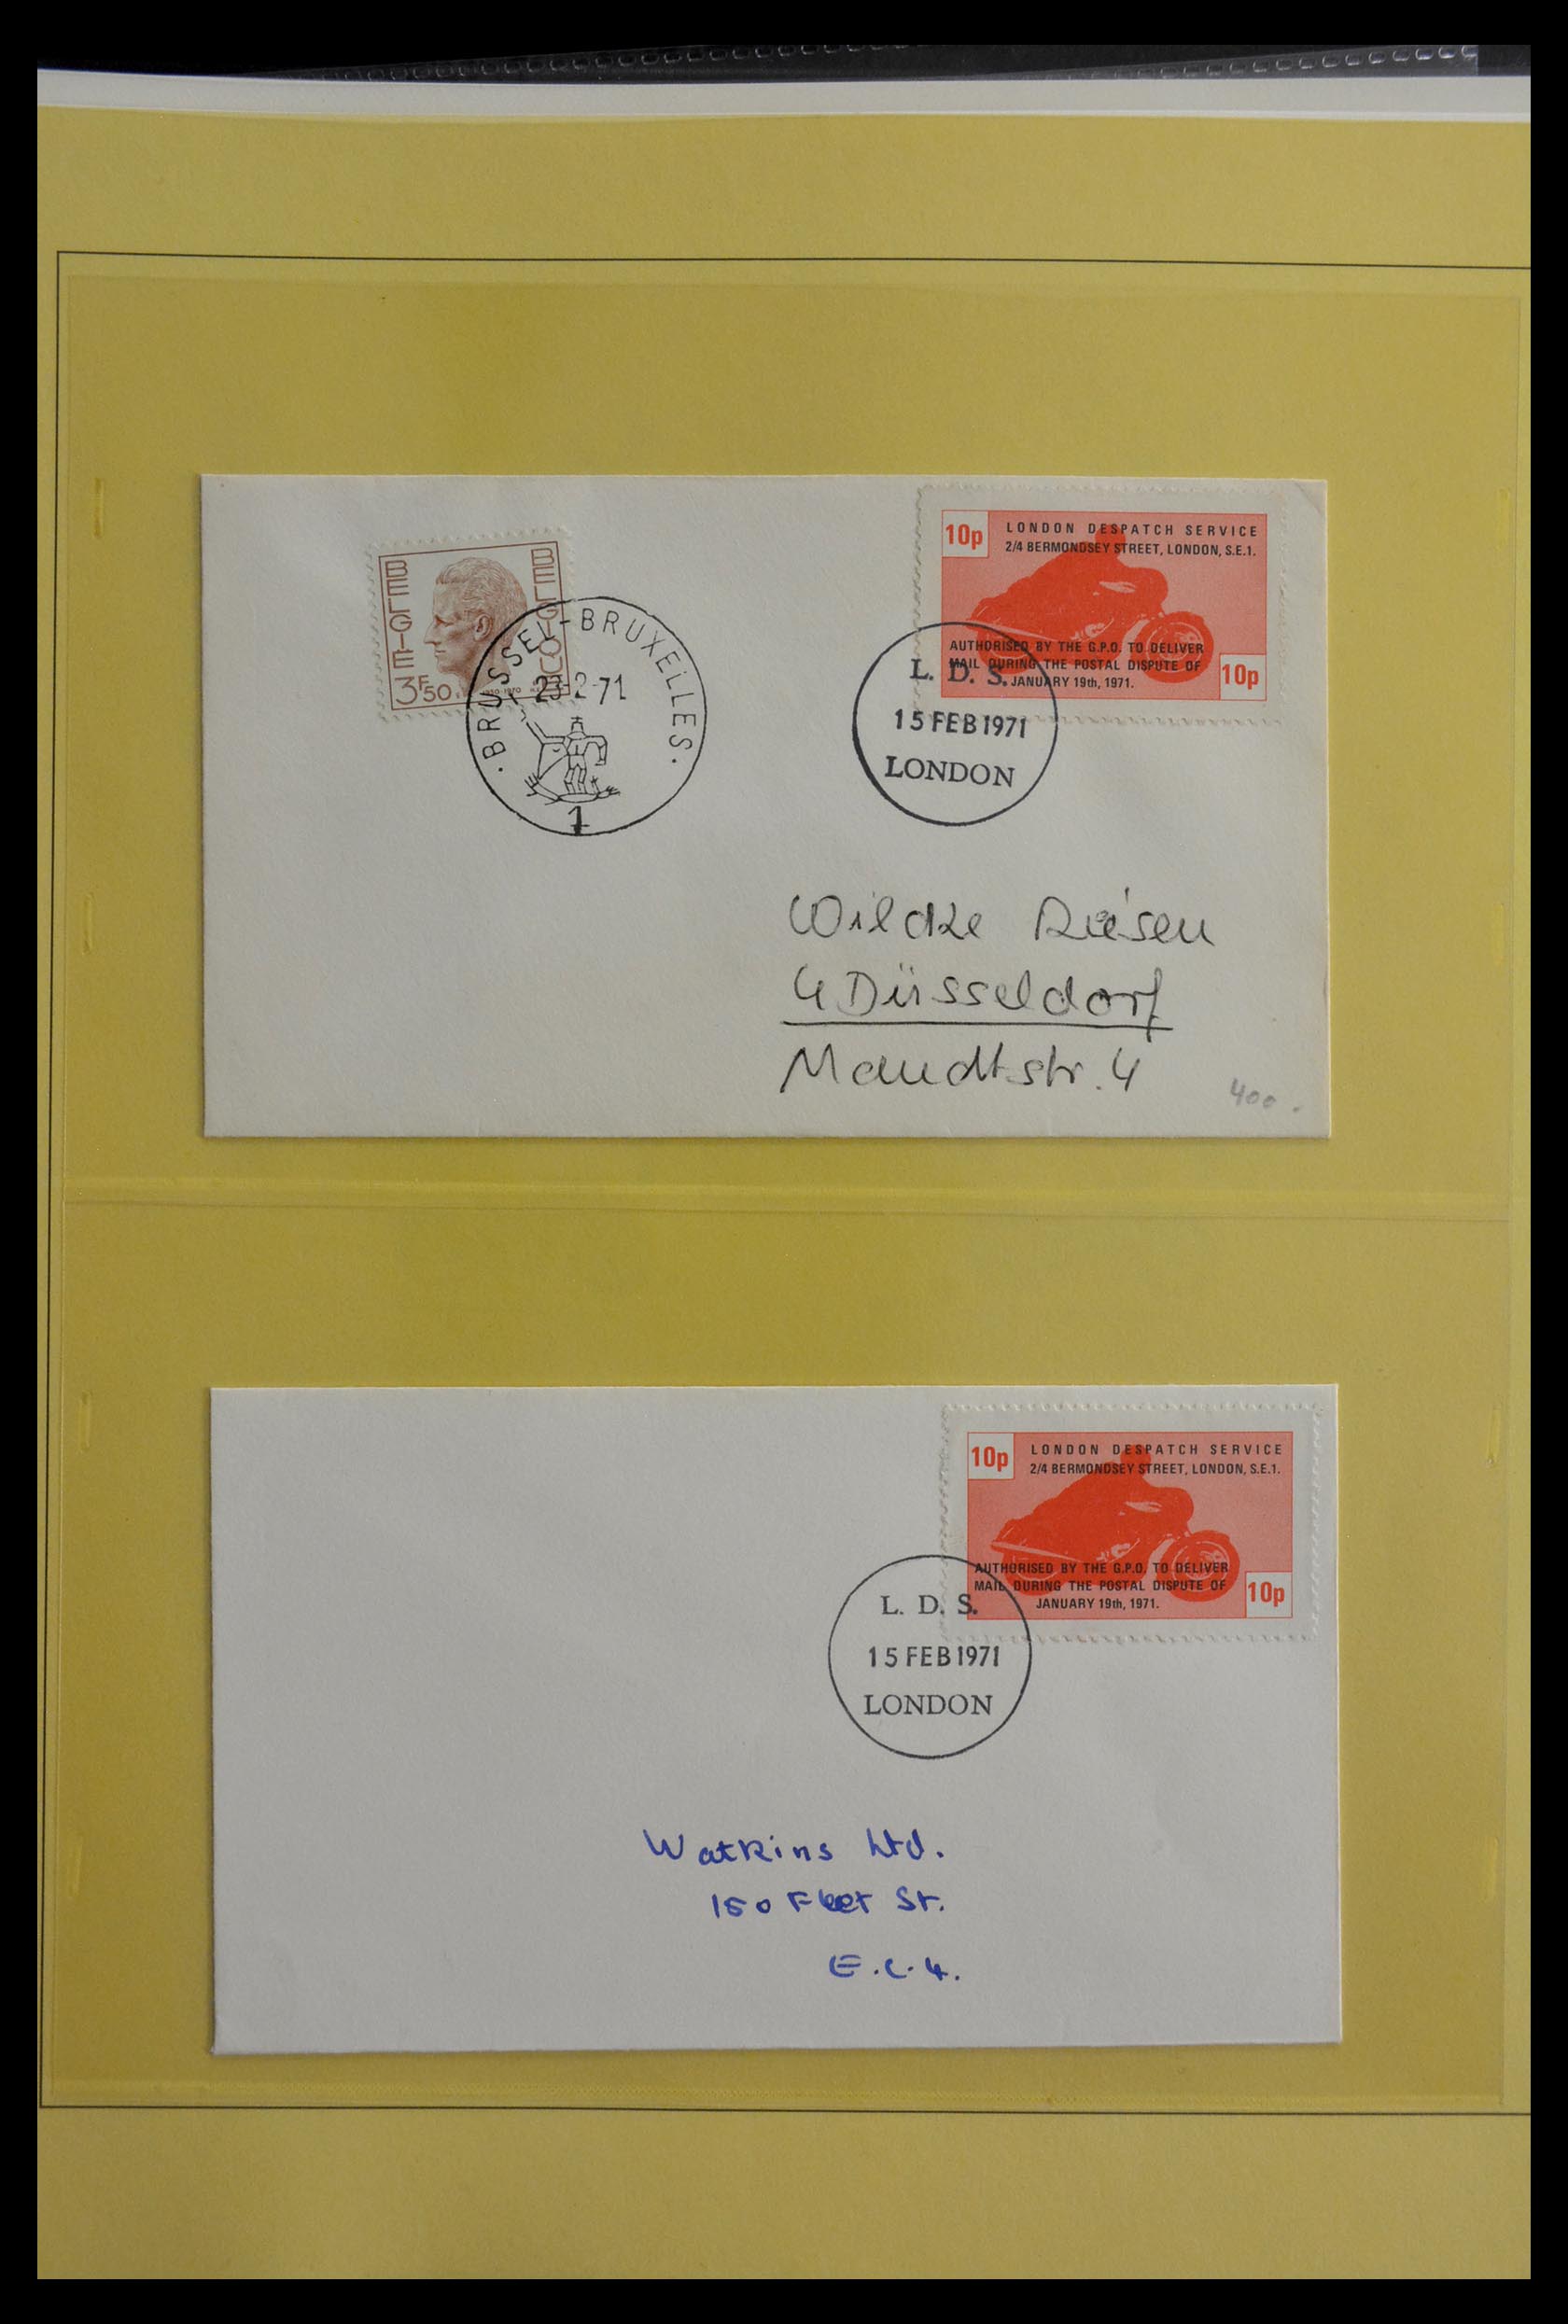 BELGIE
BELGIQUE
3F50
BRUSSEL-BRUXELLES
23-2-71
1
10p
LONDON DESPATCH SERVICE
2/4 BERMONDSEY STREET, LONDON, S.E.1.
AUTHORISED BY THE G.P.O. TO DELIVER
MAIL DURING THE POSTAL DISPUTE OF
JANUARY 19th, 1971.
10p
L. D. S.
15 FEB 1971
LONDON
Wildke
4 Düsseldorf
Mandtstr. 4
400.
10p
LONDON DESPATCH SERVICE
2/4 BERMONDSEY STREET, LONDON, S.E.1.
AUTHORISED BY THE G.P.O. TO DELIVER
MAIL DURING THE POSTAL DISPUTE OF
JANUARY 19th, 1971.
10p
L. D. S.
15 FEB 1971
LONDON
Watkins Ltd.
150 Fleet St.
E.C.4.